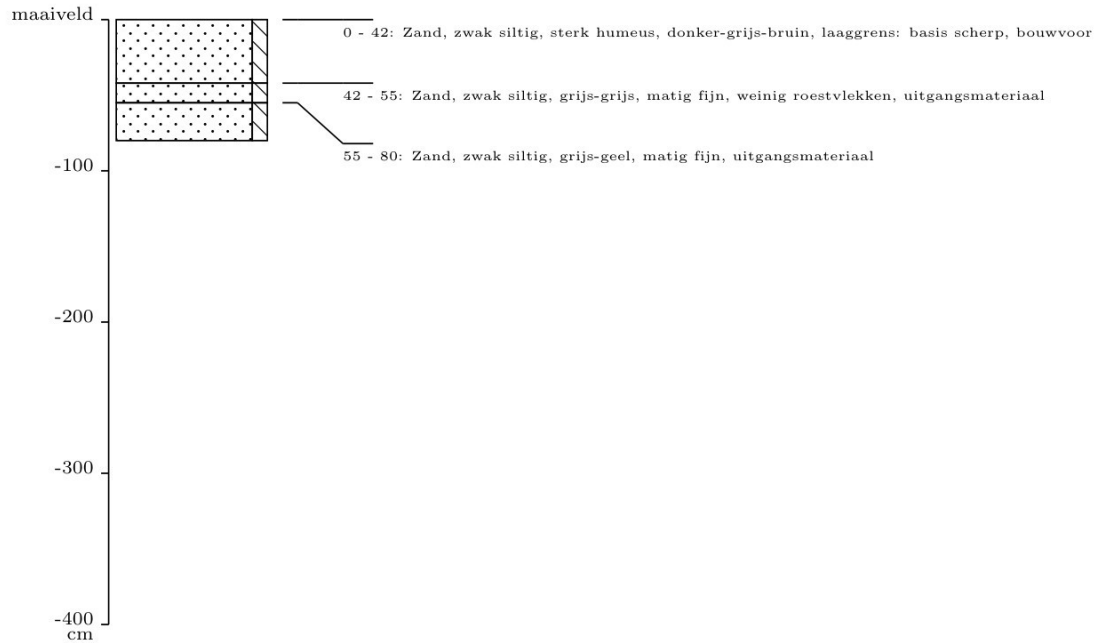 maaiveld
0 - 42: Zand, zwak siltig, sterk humeus, donker-grijs-bruin, laaggrens: basis scherp, bouwvoor
42 - 55: Zand, zwak siltig, grijs-grijs, matig fijn, weinig roestvlekken, uitgangsmateriaal
55 - 80: Zand, zwak siltig, grijs-geel, matig fijn, uitgangsmateriaal
-100
-200
-300
-400
cm